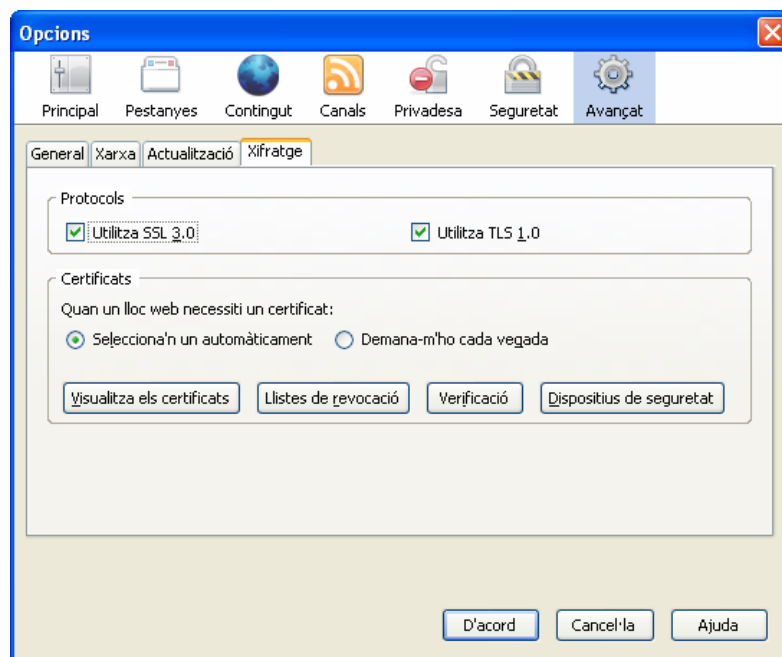 Opcions
Principal Pestanyes Contingut Canals Privadesa Seguretat Avançat
General Xarxa Actualització Xifratge
Protocols
Utilitza SSL 3.0 Utilitza TLS 1.0
Certificats
Quan un lloc web necessiti un certificat:
Selecciona'n un automàticament Demana-m'ho cada vegada
Visualitza els certificats Llistes de revocació Verificació Dispositius de seguretat
D'acord Cancel·la Ajuda